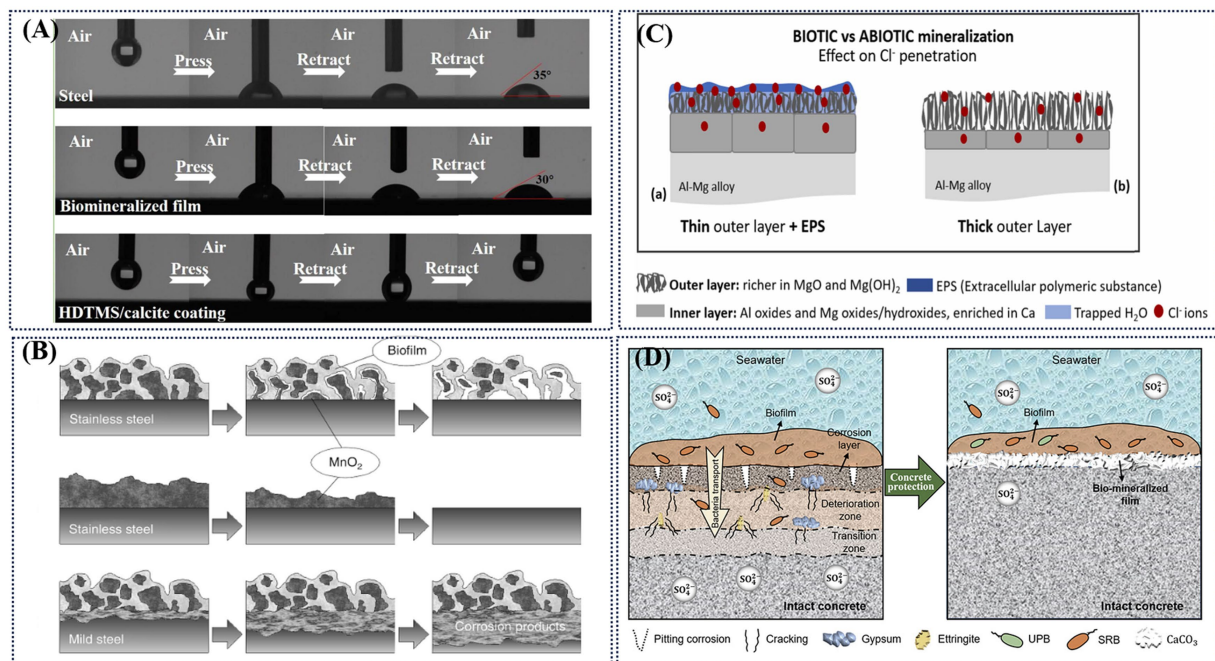 (A)
Air
Air
Air
Air
Press
Retract
Retract
35°
Steel
Air
Air
Air
Air
Press
Retract
Retract
30°
Biomineralized film
Air
Air
Air
Air
Press
Retract
Retract
HDTMS/calcite coating
(B)
Biofilm
Stainless steel
MnO2
Stainless steel
Mild steel
Corrosion products
(C)
BIOTIC vs ABIOTIC mineralization
Effect on Cl⁻ penetration
Al-Mg alloy
(a)
Al-Mg alloy
(b)
Thin outer layer + EPS
Thick outer Layer
Outer layer: richer in MgO and Mg(OH)2
EPS (Extracellular polymeric substance)
Inner layer: Al oxides and Mg oxides/hydroxides, enriched in Ca
Trapped H2O
Cl⁻ ions
(D)
Seawater
SO4²⁻
SO4²⁻
Biofilm
Corrosion
layer
Bacteria transport
Deterioration
zone
Transition
zone
SO4²⁻
SO4²⁻
SO4²⁻
Intact concrete
Concrete
protection
Seawater
SO4²⁻
SO4²⁻
Biofilm
Bio-mineralized
film
SO4²⁻
Intact concrete
Pitting corrosion
Cracking
Gypsum
Ettringite
UPB
SRB
CaCO3